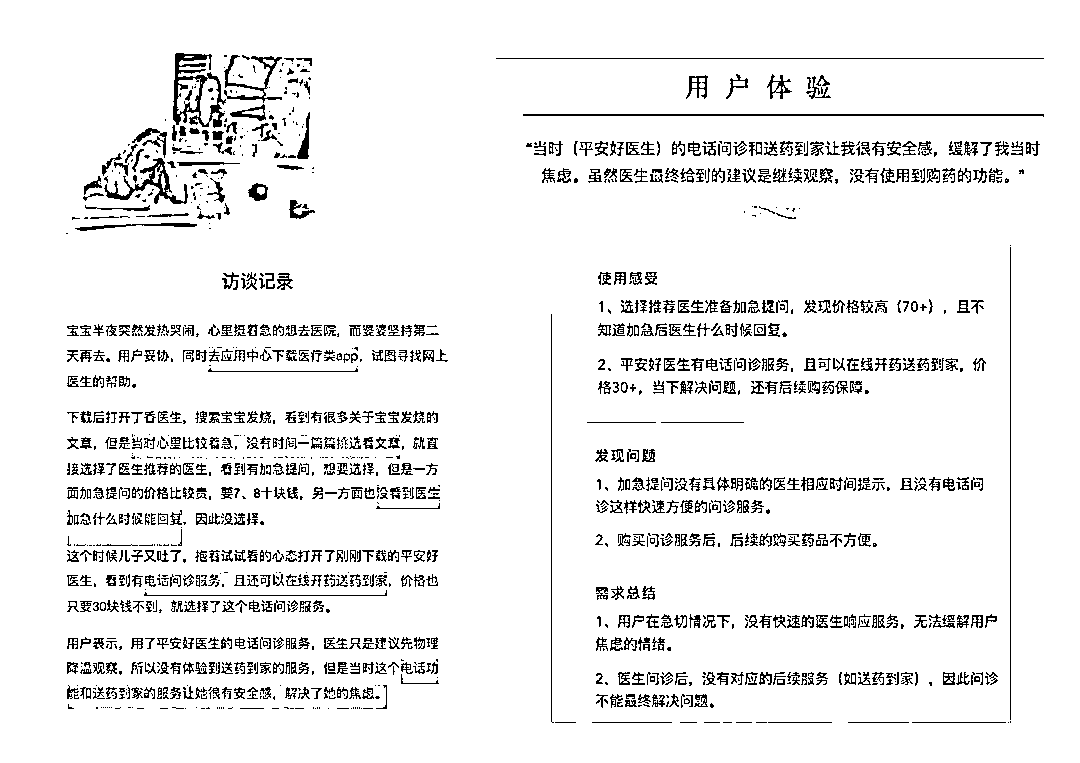 访谈记录
宝宝半夜突然发热哭闹，心里挺着急的想去医院，而婆婆坚持第二
天再去。用户妥协，同时去应用中心下载医疗类app，试图寻找网上
医生的帮助。
下载后打开丁香医生，搜索宝宝发烧，看到有很多关于宝宝发烧的
文章，但是当时心里比较着急，没有时间一篇篇挑选看文章，就直
接选择了医生推荐的医生，看到有加急提问，想要选择，但是一方
面加急提问的价格比较贵，要7、8十块钱，另一方面也没看到医生
加急什么时候能回复，因此没选择。
这个时候儿子又吐了，抱着试试看的心态打开了刚刚下载的平安好
医生，看到有电话问诊服务，且还可以在线开药送药到家，价格也
只要30块钱不到，就选择了这个电话问诊服务。
用户表示，用了平安好医生的电话问诊服务，医生只是建议先物理
降温观察。所以没有体验到送药到家的服务，但是当时这个电话功
能和送药到家的服务让她很有安全感，解决了她的焦虑。
用户体验
“当时（平安好医生）的电话问诊和送药到家让我很有安全感，缓解了我当时
焦虑。虽然医生最终给到的建议是继续观察，没有使用到购药的功能。”
使用感受
1、选择推荐医生准备加急提问，发现价格较高（70+），且不
知道加急后医生什么时候回复。
2、平安好医生有电话问诊服务，且可以在线开药送药到家，价
格30+，当下解决问题，还有后续购药保障。
发现问题
1、加急提问没有具体明确的医生相应时间提示，且没有电话问
诊这样快速方便的问诊服务。
2、购买问诊服务后，后续的购买药品不方便。
需求总结
1、用户在急切情况下，没有快速的医生响应服务，无法缓解用户
焦虑的情绪。
2、医生问诊后，没有对应的后续服务（如送药到家），因此问诊
不能最终解决问题。